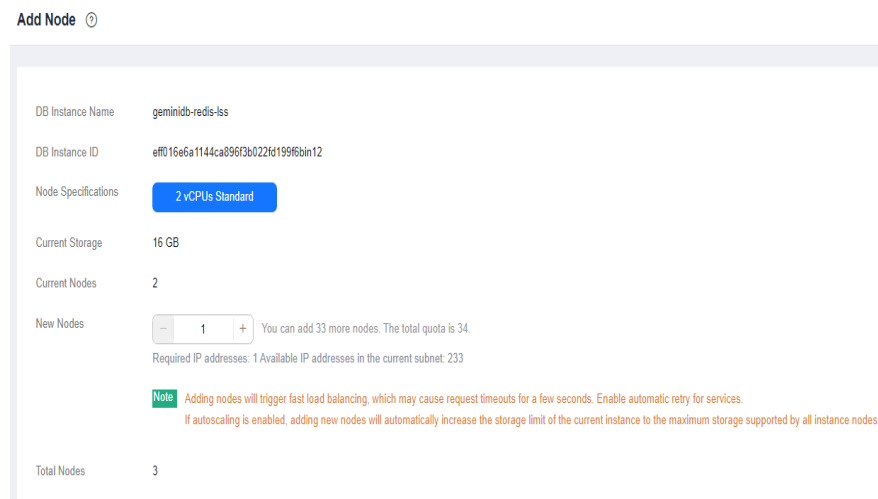 Add Node ?
DB Instance Name geminidb-redis-lss
DB Instance ID eff016e6a1144ca896f3b022fd199f6bin12
Node Specifications 2 vCPUs Standard
Current Storage 16 GB
Current Nodes 2
New Nodes − 1 + You can add 33 more nodes. The total quota is 34.
Required IP addresses: 1 Available IP addresses in the current subnet: 233
Note Adding nodes will trigger fast load balancing, which may cause request timeouts for a few seconds. Enable automatic retry for services.
If autoscaling is enabled, adding new nodes will automatically increase the storage limit of the current instance to the maximum storage supported by all instance nodes
Total Nodes 3